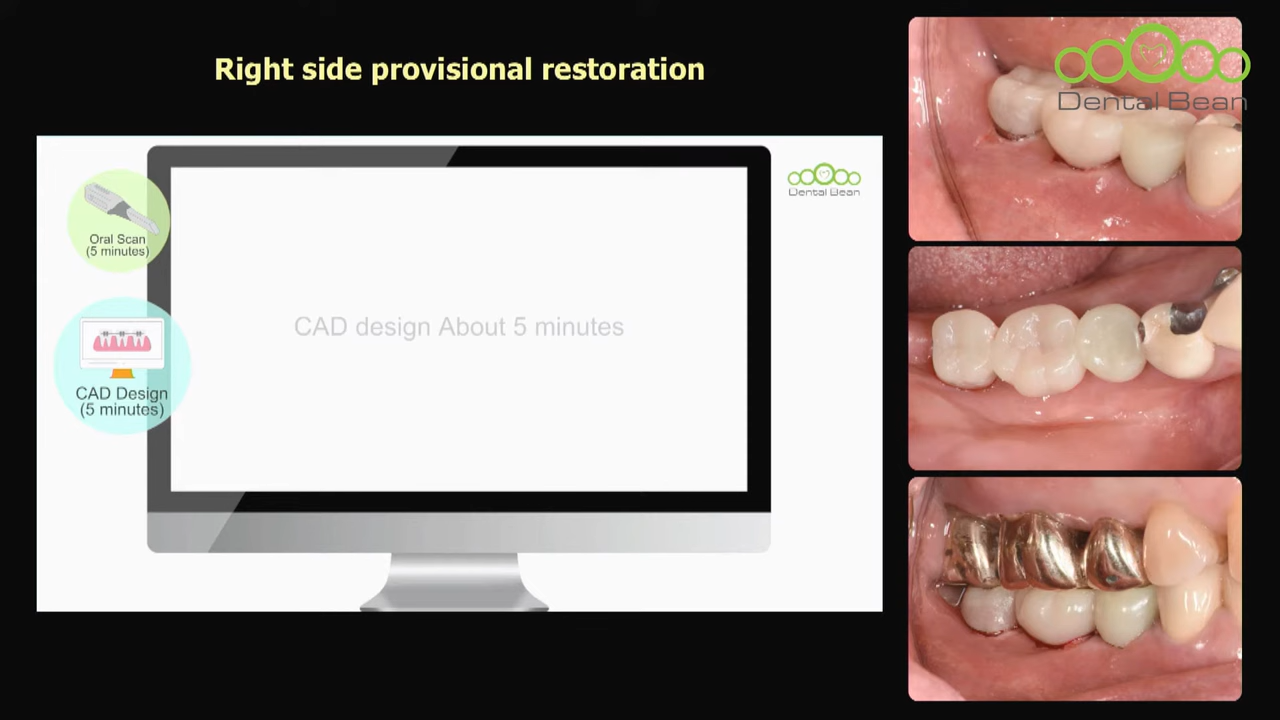 Right side provisional restoration
Dental Bean
Dental Bean
Oral Scan
(5 minutes)
CAD design About 5 minutes
CAD Design
(5 minutes)